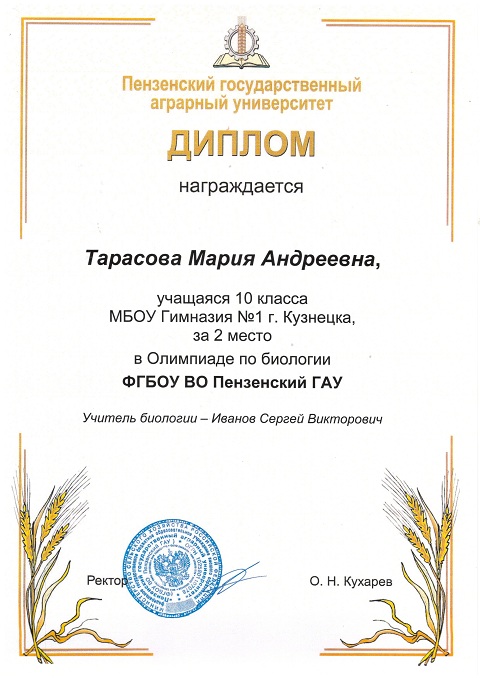 Пензенский государственный
аграрный университет
ДИПЛОМ
награждается
Тарасова Мария Андреевна,
учащаяся 10 класса
МБОУ Гимназия №1 г. Кузнецка,
за 2 место
в Олимпиаде по биологии
ФГБОУ ВО Пензенский ГАУ
Учитель биологии – Иванов Сергей Викторович
Ректор
О. Н. Кухарев